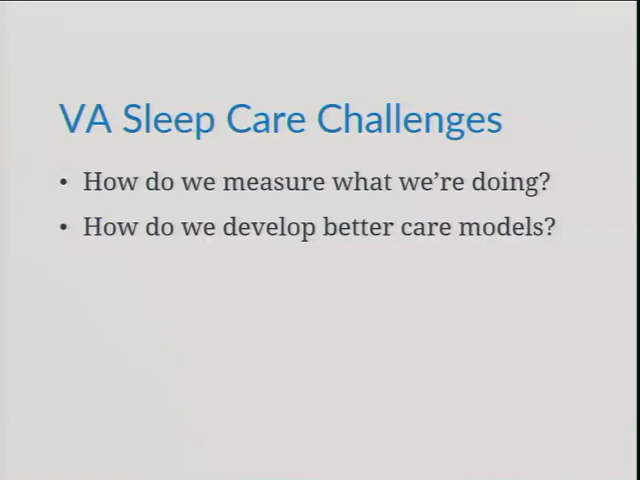 VA Sleep Care Challenges
• How do we measure what we're doing?
• How do we develop better care models?